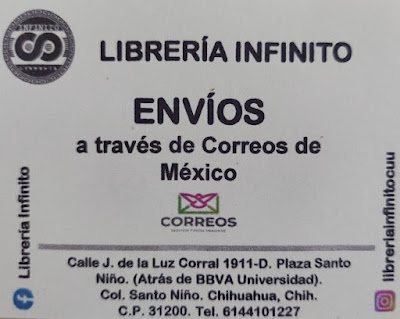 INFINITO
LIBRERÍA INFINITO
ENVÍOS
a través de Correos de
México
CORREOS
Calle J. de la Luz Corral 1911-D. Plaza Santo
Niño. (Atrás de BBVA Universidad).
Col. Santo Niño. Chihuahua, Chih.
C.P. 31200. Tel. 6144101227
Librería Infinito
libreriainfinitocuu